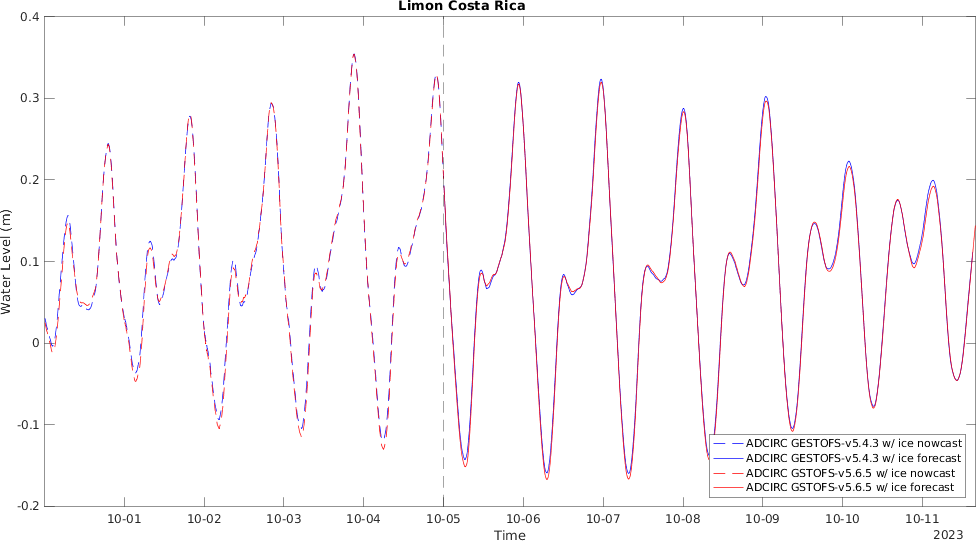 Limon Costa Rica
0.4
0.3
0.2
0.1
0
-0.1
-0.2
Water Level (m)
ADCIRC GESTOFS-v5.4.3 w/ ice nowcast
ADCIRC GESTOFS-v5.4.3 w/ ice forecast
ADCIRC GSTOFS-v5.6.5 w/ ice nowcast
ADCIRC GSTOFS-v5.6.5 w/ ice forecast
10-01 10-02 10-03 10-04 10-05 10-06 10-07 10-08 10-09 10-10 10-11
Time
2023